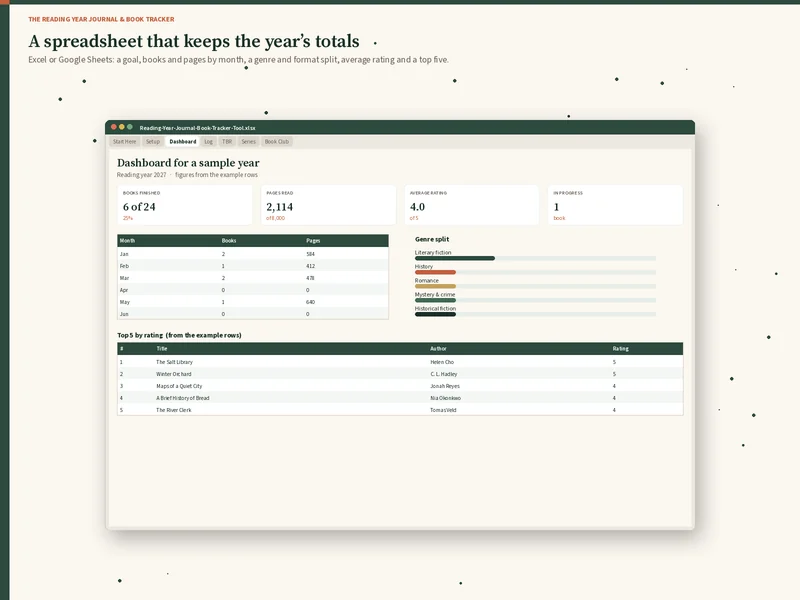 THE READING YEAR JOURNAL & BOOK TRACKER
A spreadsheet that keeps the year’s totals
Excel or Google Sheets: a goal, books and pages by month, a genre and format split, average rating and a top five.
Reading-Year-Journal-Book-Tracker-Tool.xlsx
Start Here Setup Dashboard Log TBR Series Book Club
Dashboard for a sample year
Reading year 2027 · figures from the example rows
BOOKS FINISHED PAGES READ AVERAGE RATING IN PROGRESS
6 of 24 2,114 4.0 1
25% of 8,000 of 5 book
Month Books Pages
Jan 2 584
Feb 1 412
Mar 2 478
Apr 0 0
May 1 640
Jun 0 0
Genre split
Literary fiction
History
Romance
Mystery & crime
Historical fiction
Top 5 by rating (from the example rows)
# Title Author Rating
1 The Salt Library Helen Cho 5
2 Winter Orchard C. L. Hadley 5
3 Maps of a Quiet City Jonah Reyes 4
4 A Brief History of Bread Nia Okonkwo 4
5 The River Clerk Tomas Veld 4